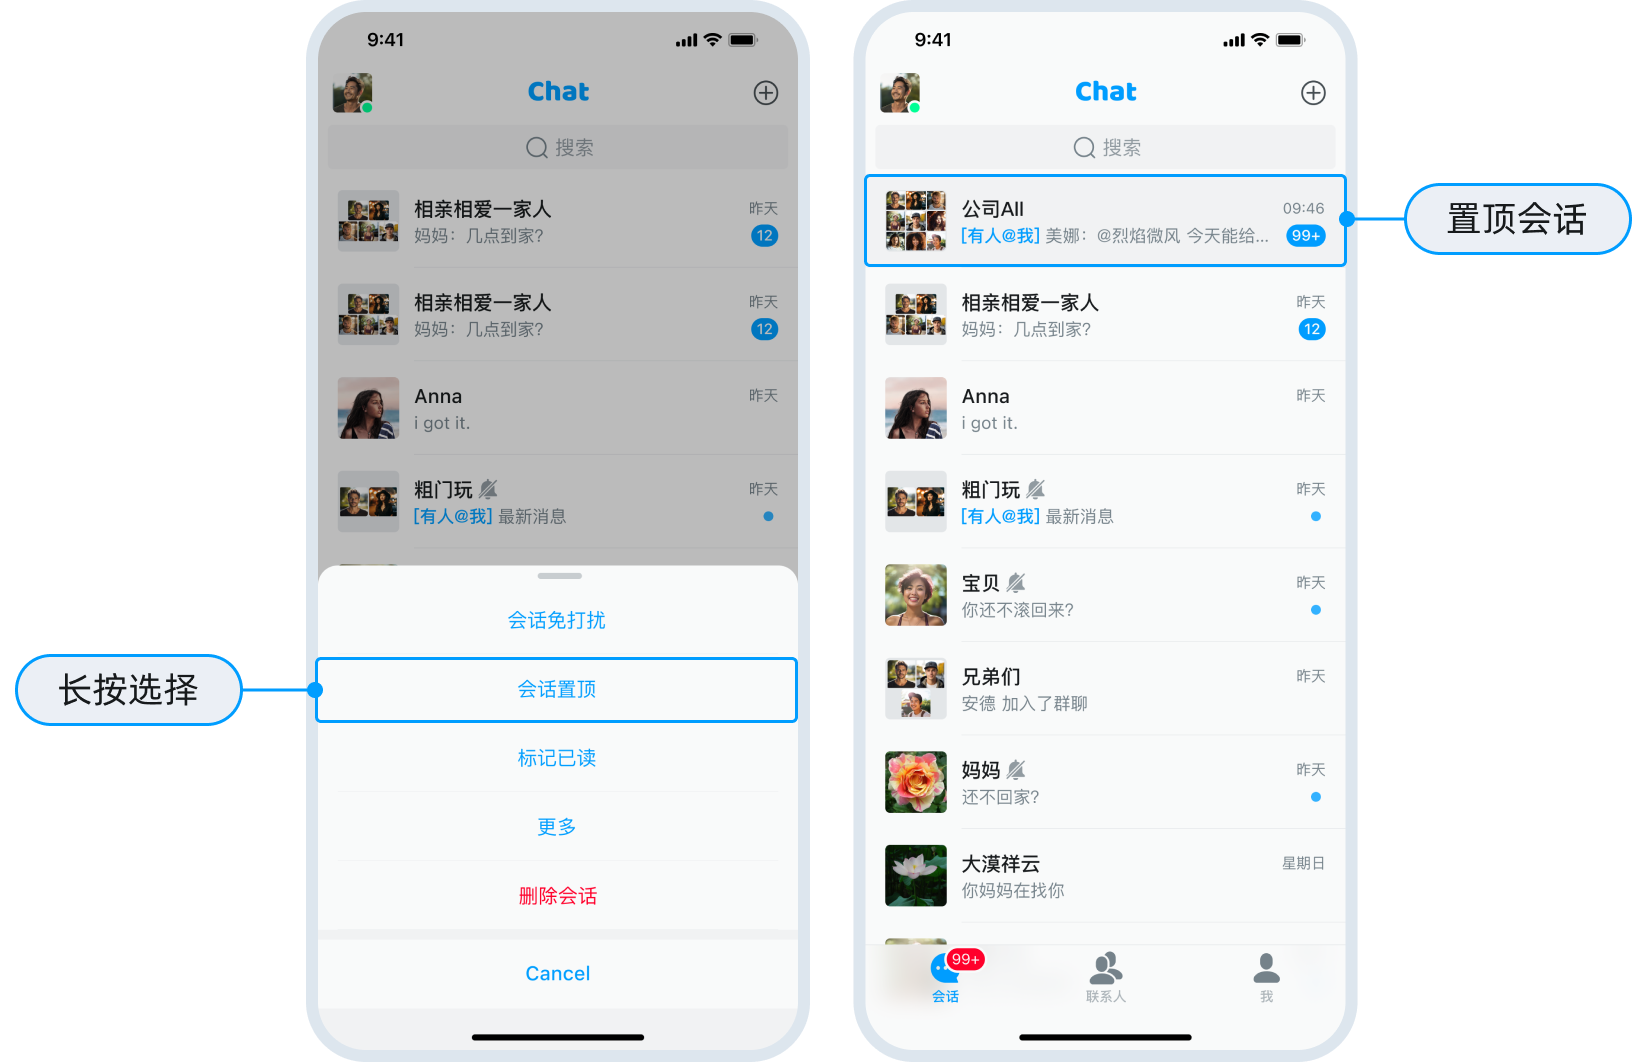 9:41
Chat
搜索
相亲相爱一家人 昨天
妈妈：几点到家? 12
相亲相爱一家人 昨天
妈妈：几点到家? 12
Anna 昨天
i got it.
粗门玩 昨天
[有人@我] 最新消息
会话免打扰
长按选择
会话置顶
标记已读
更多
删除会话
Cancel
9:41
Chat
搜索
公司All 09:46
[有人@我] 美娜：@烈焰微风 今天能给... 99+
置顶会话
相亲相爱一家人 昨天
妈妈：几点到家? 12
Anna 昨天
i got it.
粗门玩 昨天
[有人@我] 最新消息
宝贝 昨天
你还不滚回来?
兄弟们 昨天
安德 加入了群聊
妈妈 昨天
还不回家?
大漠祥云 星期日
你妈妈在找你
99+
会话 联系人 我